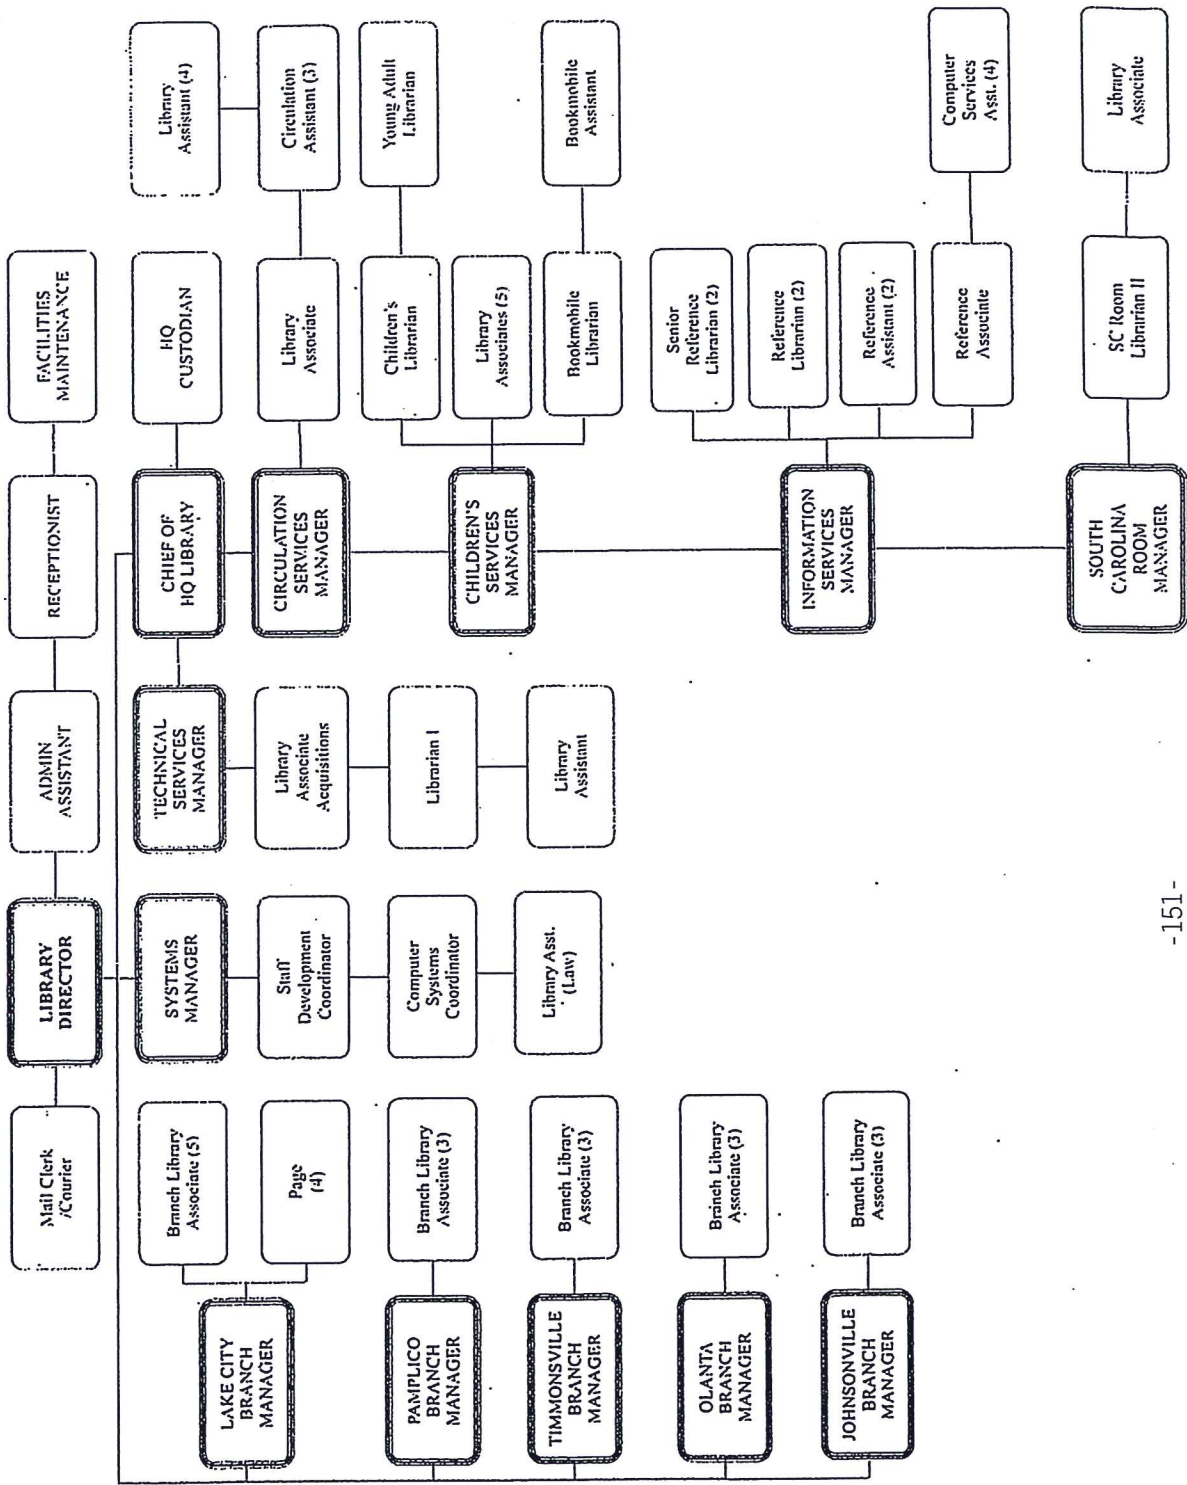 Mail Clerk
/Courier
LIBRARY
DIRECTOR
ADMIN
ASSISTANT
RECEPTIONIST
FACILITIES
MAINTENANCE
Branch Library
Associate (5)
SYSTEMS
MANAGER
TECHNICAL
SERVICES
MANAGER
CHIEF OF
HQ LIBRARY
HQ
CUSTODIAN
Library
Assistant (4)
LAKE CITY
BRANCH
MANAGER
Page
(4)
Staff
Development
Coordinator
Library
Associate
Acquisitions
CIRCULATION
SERVICES
MANAGER
Library
Associate
Circulation
Assistant (3)
PAMPLICO
BRANCH
MANAGER
Branch Library
Associate (3)
Computer
Systems
Coordinator
Librarian I
Children's
Librarian
Young Adult
Librarian
CHILDREN'S
SERVICES
MANAGER
Library
Associates (5)
TIMMONSVILLE
BRANCH
MANAGER
Branch Library
Associate (3)
Library Asst.
(Law)
Library
Assistant
Bookmobile
Librarian
Bookmobile
Assistant
OLANTA
BRANCH
MANAGER
Branch Library
Associate (3)
Senior
Reference
Librarian (2)
INFORMATION
SERVICES
MANAGER
Reference
Librarian (2)
JOHNSONVILLE
BRANCH
MANAGER
Branch Library
Associate (3)
Reference
Assistant (2)
Reference
Associate
Computer
Services
Asst. (4)
SOUTH
CAROLINA
ROOM
MANAGER
SC Room
Librarian II
Library
Associate
-151-